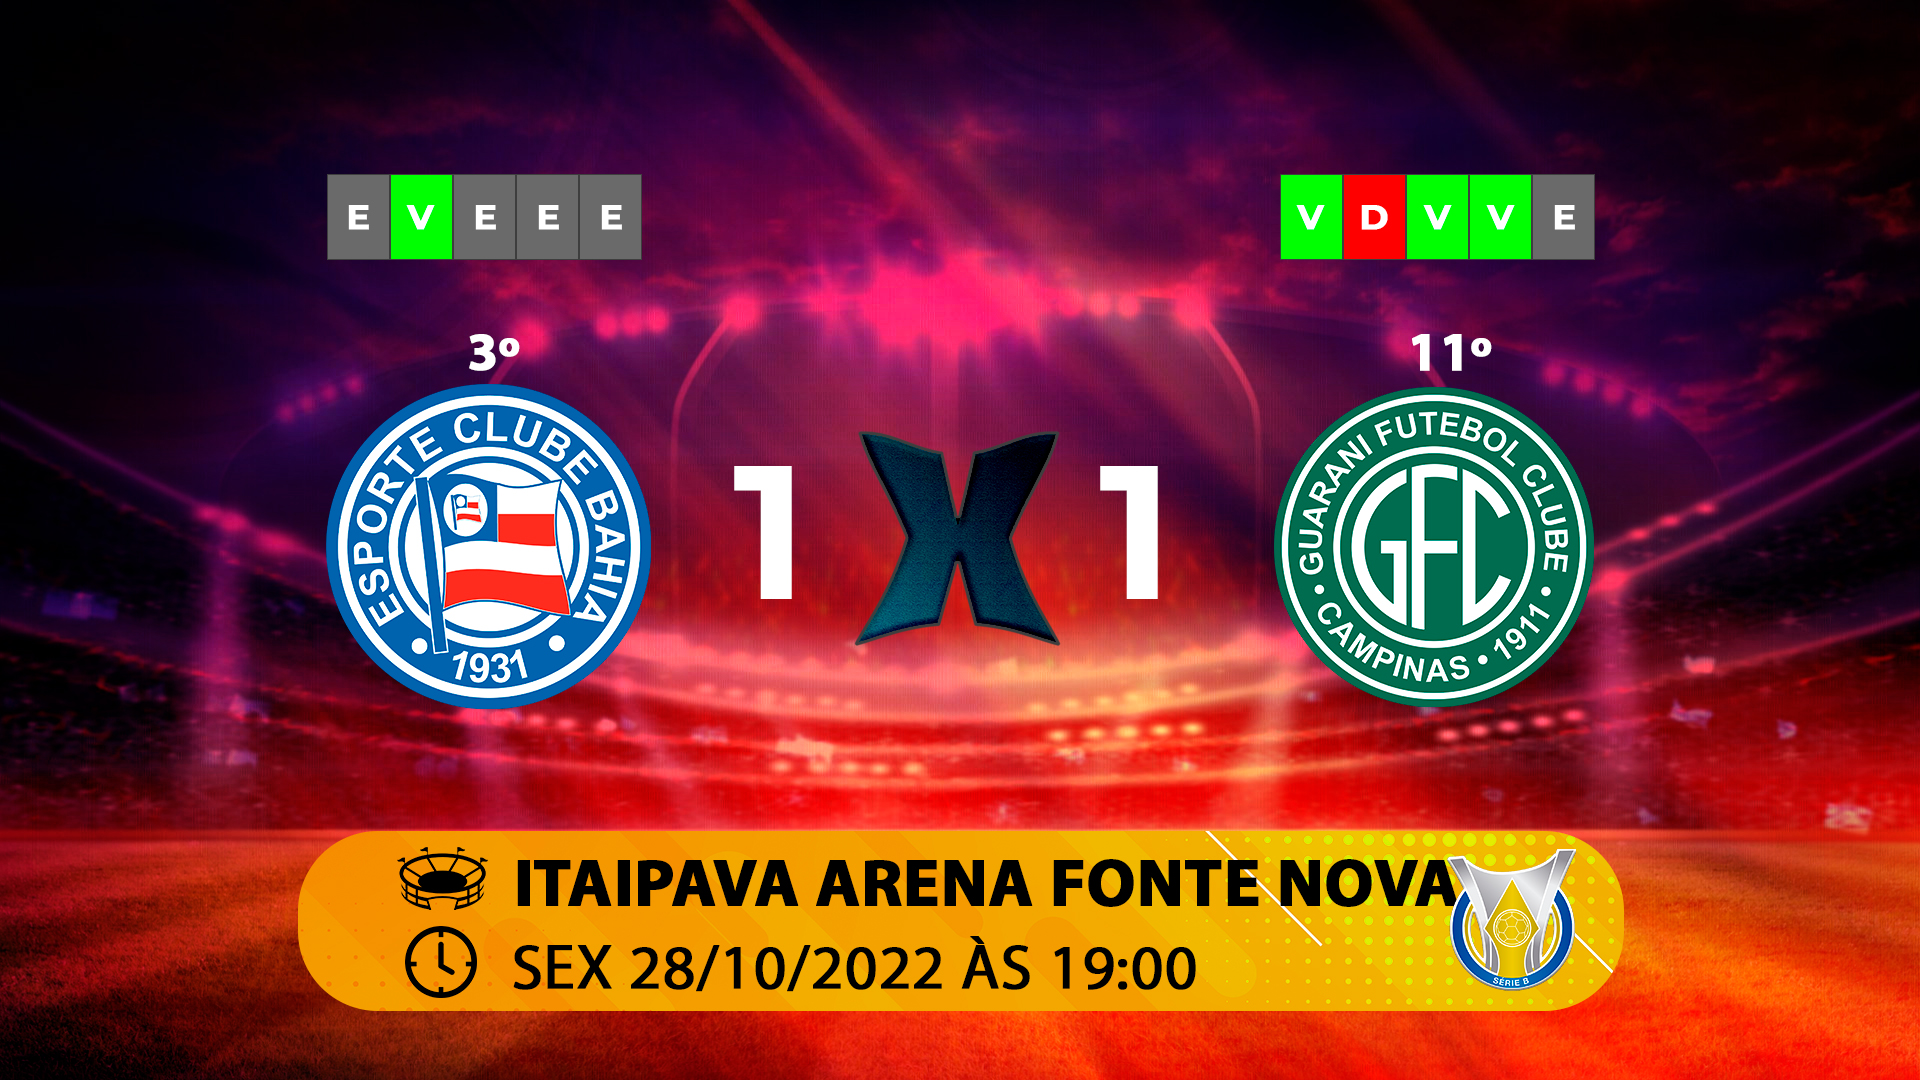 E V E E E
V D V V E
3º
11º
ESPORTE CLUBE BAHIA
1931
1 X 1
GUARANI FUTEBOL CLUBE
GFC
CAMPINAS • 1911
ITAIPAVA ARENA FONTE NOVA
SEX 28/10/2022 ÀS 19:00
SÉRIE B